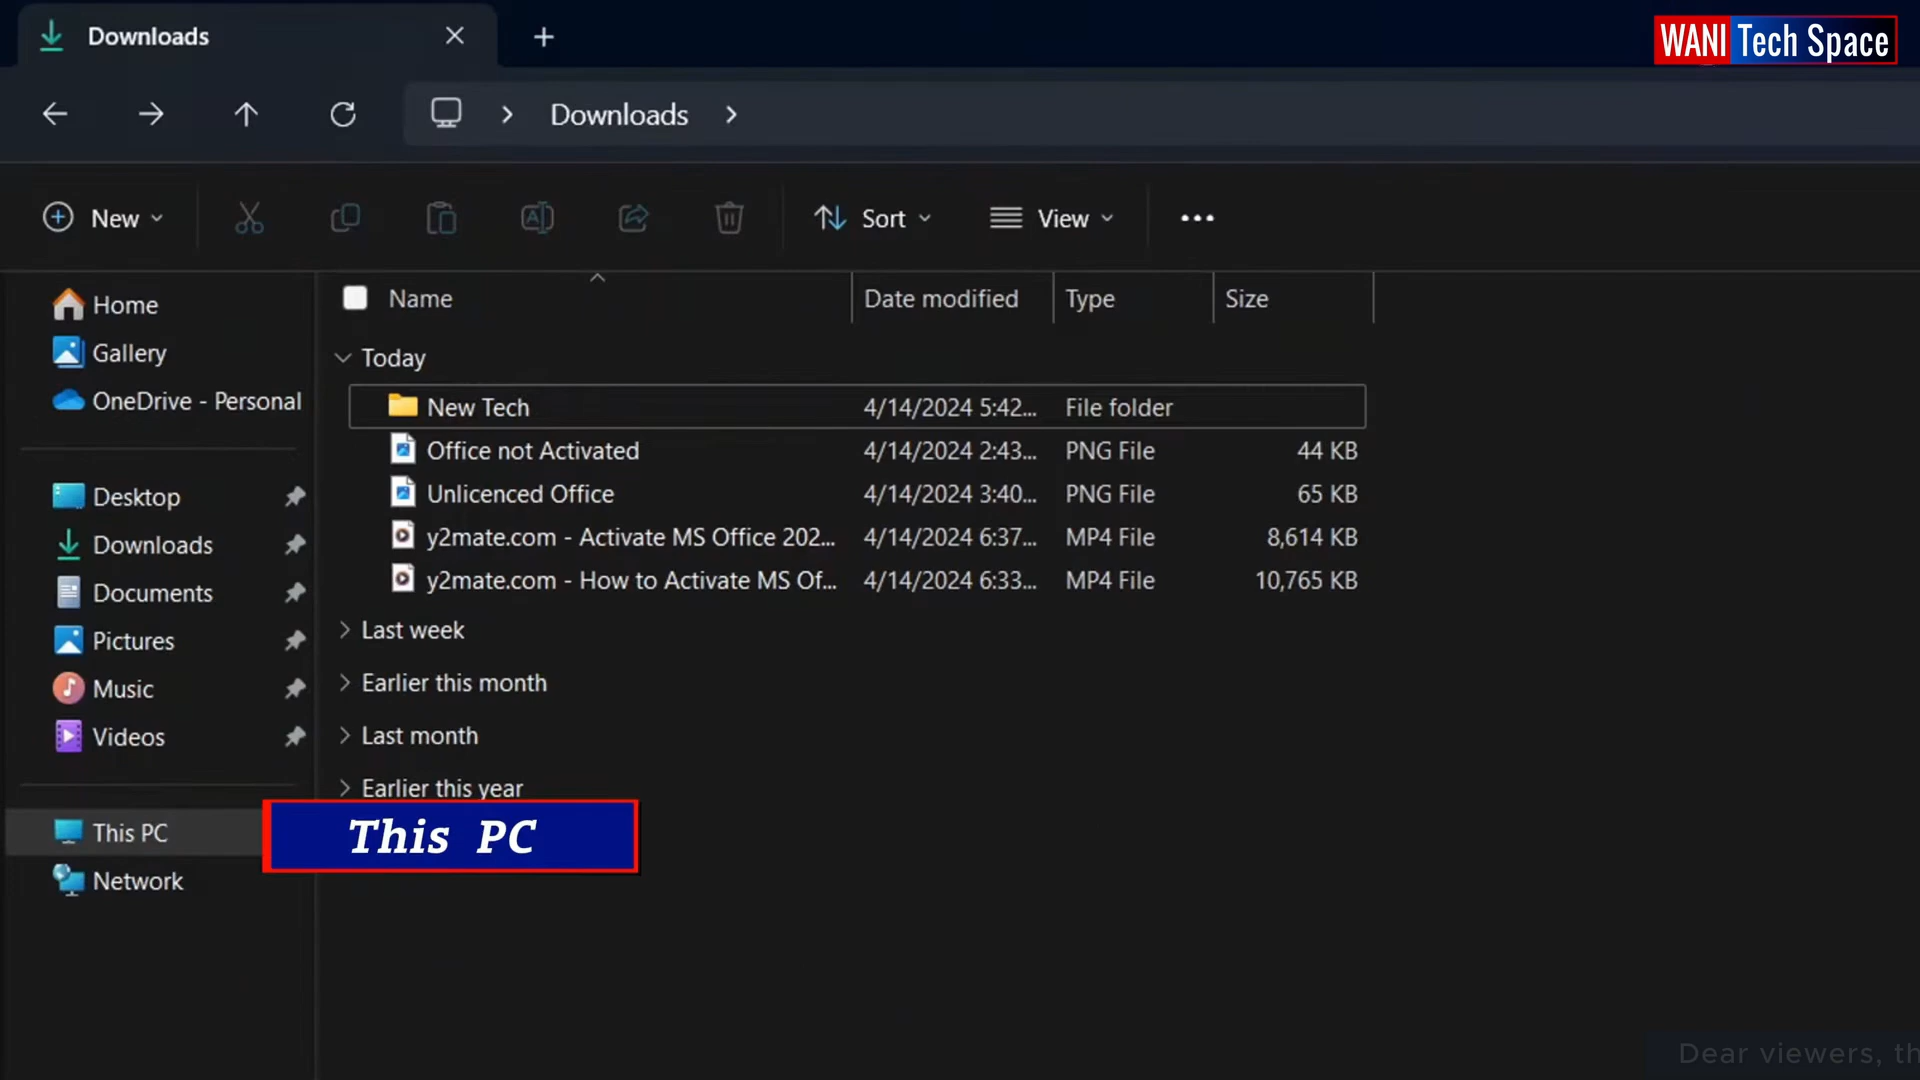 Downloads
WANI Tech Space
Downloads
New
Sort
View
Home
Gallery
OneDrive - Personal
Desktop
Downloads
Documents
Pictures
Music
Videos
This PC
Network
Name Date modified Type Size
Today
New Tech 4/14/2024 5:42... File folder
Office not Activated 4/14/2024 2:43... PNG File 44 KB
Unlicenced Office 4/14/2024 3:40... PNG File 65 KB
y2mate.com - Activate MS Office 202... 4/14/2024 6:37... MP4 File 8,614 KB
y2mate.com - How to Activate MS Of... 4/14/2024 6:33... MP4 File 10,765 KB
Last week
Earlier this month
Last month
Earlier this year
This PC
Dear viewers, th